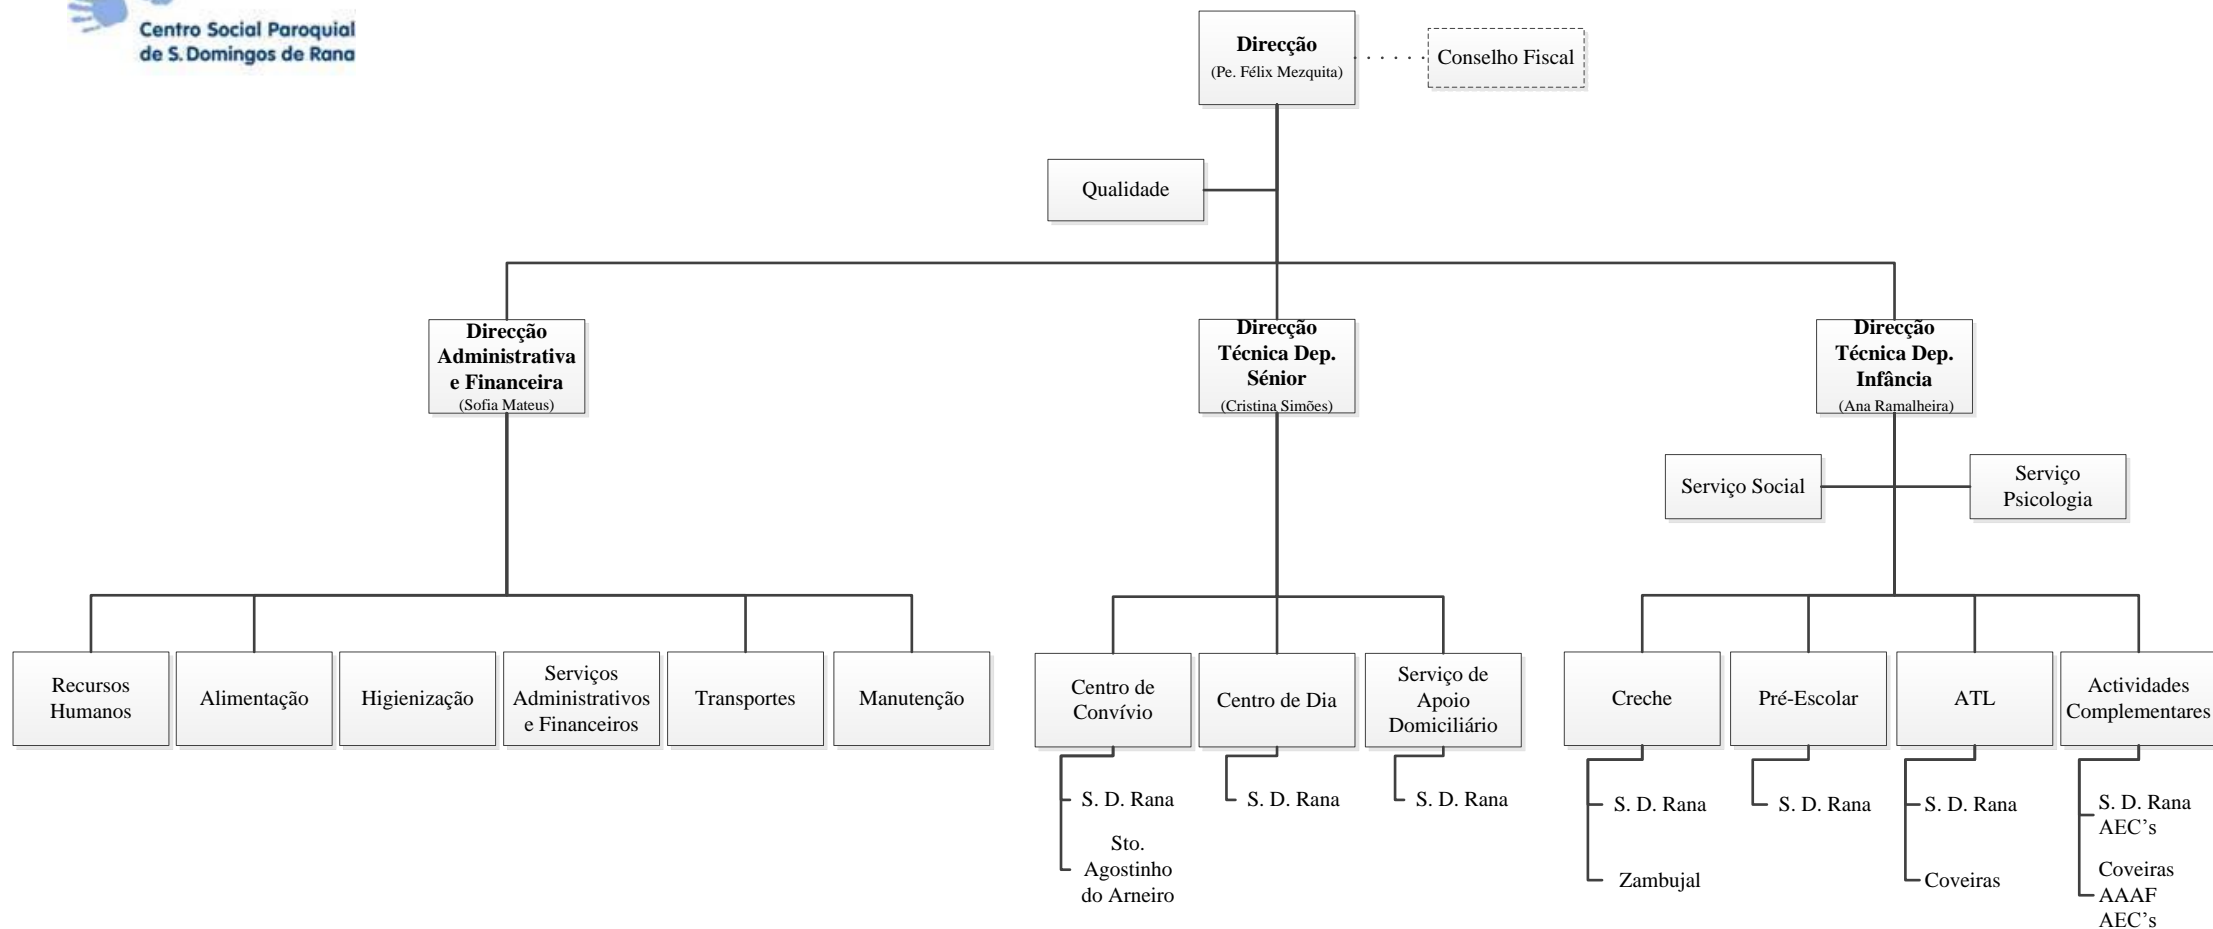 Centro Social Paroquial
de S. Domingos de Rana
Direcção
(Pe. Félix Mezquita)
Conselho Fiscal
Qualidade
Direcção
Administrativa
e Financeira
(Sofia Mateus)
Direcção
Técnica Dep.
Sénior
(Cristina Simões)
Direcção
Técnica Dep.
Infância
(Ana Ramalheira)
Serviço Social
Serviço
Psicologia
Recursos
Humanos
Alimentação
Higienização
Serviços
Administrativos
e Financeiros
Transportes
Manutenção
Centro de
Convívio
Centro de Dia
Serviço de
Apoio
Domiciliário
Creche
Pré-Escolar
ATL
Actividades
Complementares
S. D. Rana
Sto.
Agostinho
do Arneiro
S. D. Rana
S. D. Rana
S. D. Rana
Zambujal
S. D. Rana
S. D. Rana
Coveiras
S. D. Rana
AEC’s
Coveiras
AAAF
AEC’s